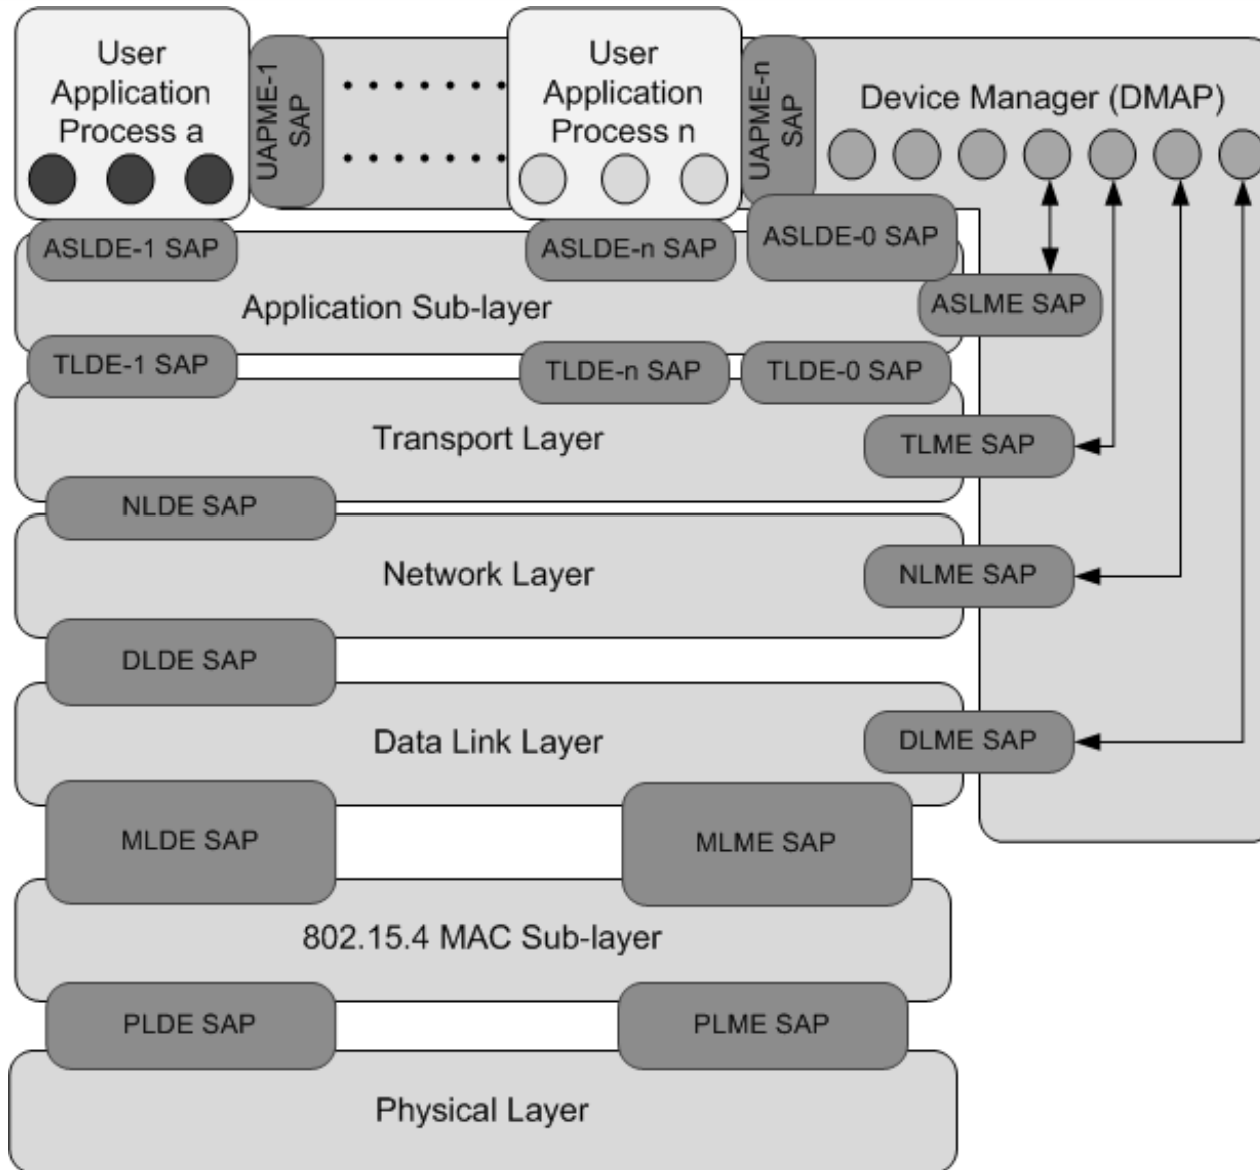 User
Application
Process a
UAPME-1
SAP
User
Application
Process n
UAPME-n
SAP
Device Manager (DMAP)
ASLDE-1 SAP
ASLDE-n SAP
ASLDE-0 SAP
Application Sub-layer
ASLME SAP
TLDE-1 SAP
TLDE-n SAP
TLDE-0 SAP
Transport Layer
TLME SAP
NLDE SAP
Network Layer
NLME SAP
DLDE SAP
Data Link Layer
DLME SAP
MLDE SAP
MLME SAP
802.15.4 MAC Sub-layer
PLDE SAP
PLME SAP
Physical Layer